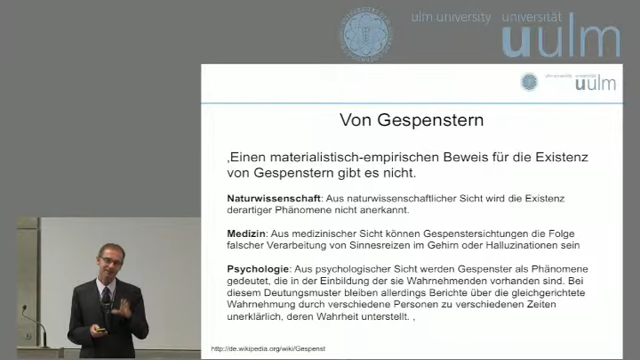 ulm university universität
uulm
ulm university universität
uulm
Von Gespenstern
‚Einen materialistisch-empirischen Beweis für die Existenz
von Gespenstern gibt es nicht.
Naturwissenschaft: Aus naturwissenschaftlicher Sicht wird die Existenz
derartiger Phänomene nicht anerkannt.
Medizin: Aus medizinischer Sicht können Gespenstersichtungen die Folge
falscher Verarbeitung von Sinnesreizen im Gehirn oder Halluzinationen sein
Psychologie: Aus psychologischer Sicht werden Gespenster als Phänomene
gedeutet, die in der Einbildung der sie Wahrnehmenden vorhanden sind. Bei
diesem Deutungsmuster bleiben allerdings Berichte über die gleichgerichtete
Wahrnehmung durch verschiedene Personen zu verschiedenen Zeiten
unerklärlich, deren Wahrheit unterstellt. ‚
http://de.wikipedia.org/wiki/Gespenst